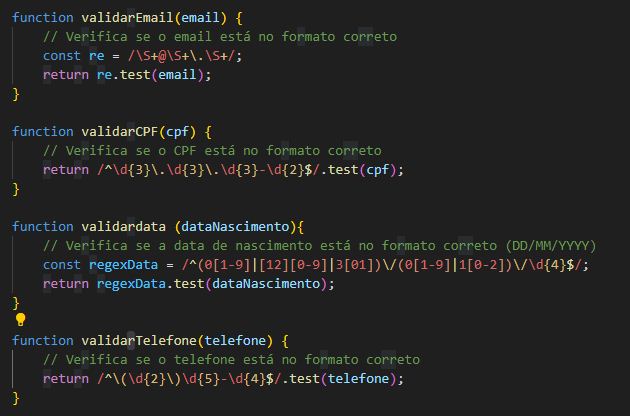 function validarEmail(email) {
    // Verifica se o email está no formato correto
    const re = /\S+@\S+\.\S+/;
    return re.test(email);
}

function validarCPF(cpf) {
    // Verifica se o CPF está no formato correto
    return /^\d{3}\.\d{3}\.\d{3}-\d{2}$/.test(cpf);
}

function validardata (dataNascimento){
    // Verifica se a data de nascimento está no formato correto (DD/MM/YYYY)
    const regexData = /^(0[1-9]|[12][0-9]|3[01])\/(0[1-9]|1[0-2])\/\d{4}$/;
    return regexData.test(dataNascimento);
}

function validarTelefone(telefone) {
    // Verifica se o telefone está no formato correto
    return /^\(\d{2}\)\d{5}-\d{4}$/.test(telefone);
}